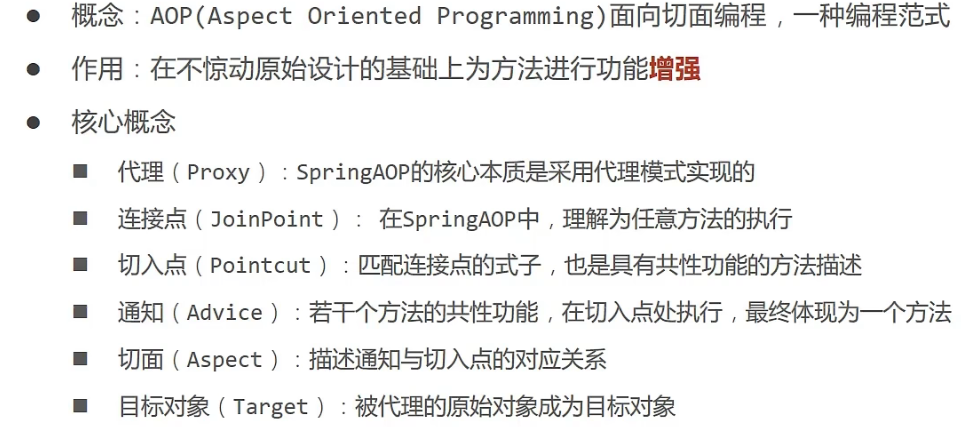 ● 概念：AOP(Aspect Oriented Programming)面向切面编程，一种编程范式
● 作用：在不惊动原始设计的基础上为方法进行功能增强
● 核心概念
■ 代理（Proxy）：SpringAOP的核心本质是采用代理模式实现的
■ 连接点（JoinPoint）： 在SpringAOP中，理解为任意方法的执行
■ 切入点（Pointcut）：匹配连接点的式子，也是具有共性功能的方法描述
■ 通知（Advice）：若干个方法的共性功能，在切入点处执行，最终体现为一个方法
■ 切面（Aspect）：描述通知与切入点的对应关系
■ 目标对象（Target）：被代理的原始对象成为目标对象